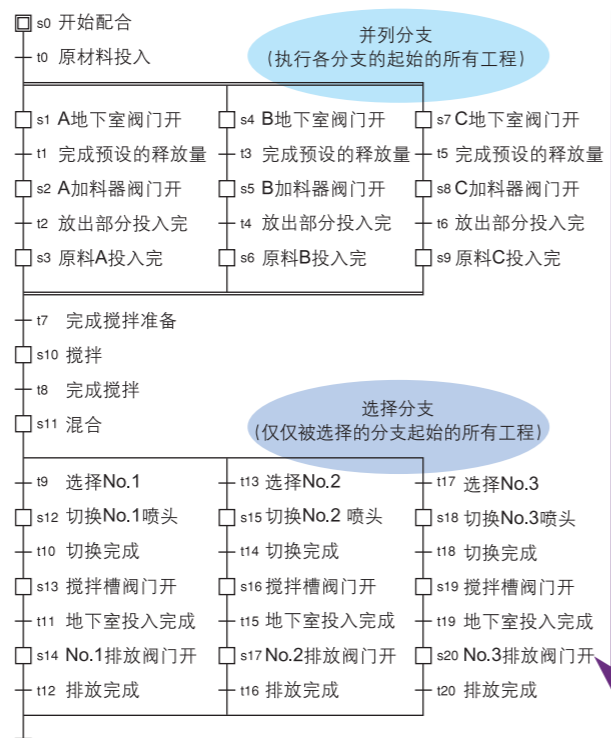 s0 开始配合
t0 原材料投入
并列分支
(执行各分支的起始的所有工程)
s1 A地下室阀门开 s4 B地下室阀门开 s7 C地下室阀门开
t1 完成预设的释放量 t3 完成预设的释放量 t5 完成预设的释放量
s2 A加料器阀门开 s5 B加料器阀门开 s8 C加料器阀门开
t2 放出部分投入完 t4 放出部分投入完 t6 放出部分投入完
s3 原料A投入完 s6 原料B投入完 s9 原料C投入完
t7 完成搅拌准备
s10 搅拌
t8 完成搅拌
s11 混合
选择分支
(仅仅被选择的分支起始的所有工程)
t9 选择No.1 t13 选择No.2 t17 选择No.3
s12 切换No.1喷头 s15 切换No.2 喷头 s18 切换No.3喷头
t10 切换完成 t14 切换完成 t18 切换完成
s13 搅拌槽阀门开 s16 搅拌槽阀门开 s19 搅拌槽阀门开
t11 地下室投入完成 t15 地下室投入完成 t19 地下室投入完成
s14 No.1排放阀门开 s17 No.2排放阀门开 s20 No.3排放阀门开
t12 排放完成 t16 排放完成 t20 排放完成